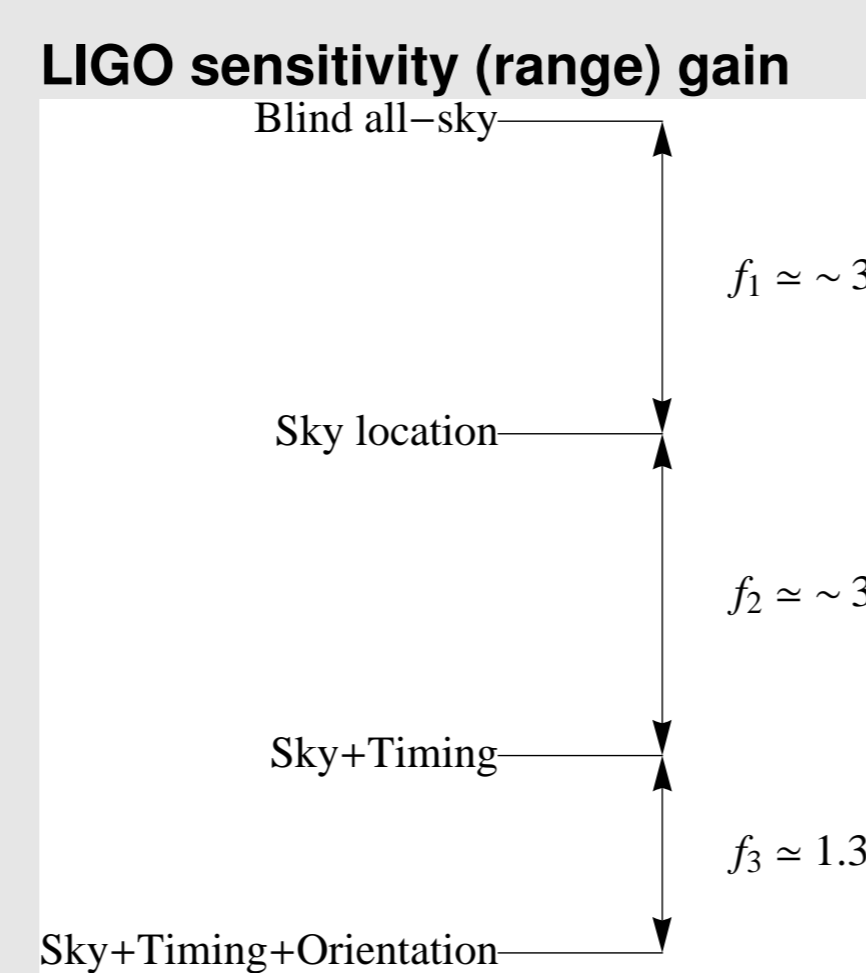 LIGO sensitivity (range) gain
Blind all−sky
f₁ ≃ ~ 3
Sky location
f₂ ≃ ~ 3
Sky+Timing
f₃ ≃ 1.3
Sky+Timing+Orientation